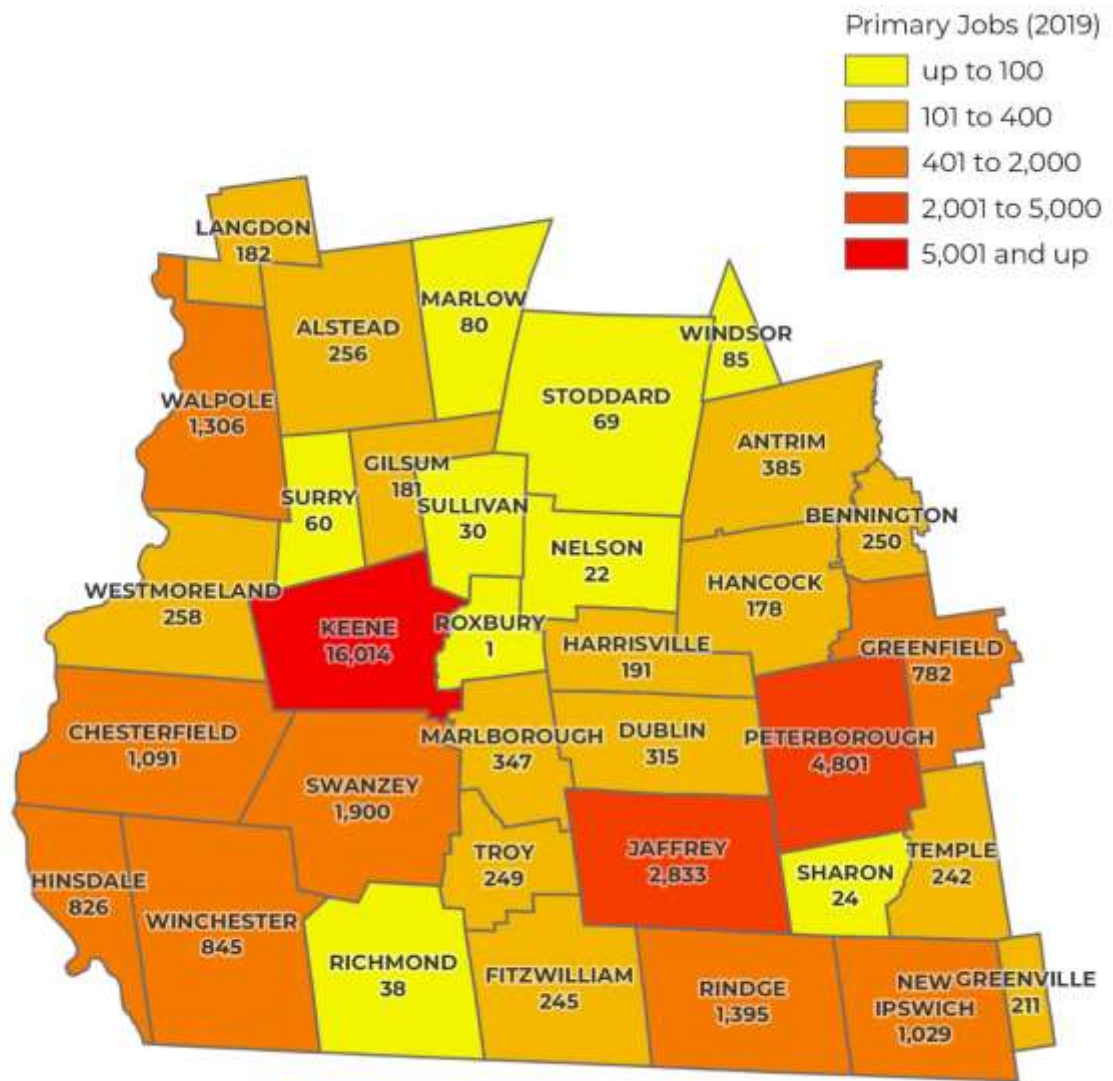 Primary Jobs (2019)
up to 100
101 to 400
401 to 2,000
2,001 to 5,000
5,001 and up
LANGDON
182
MARLOW
80
ALSTEAD
256
WINDSOR
85
WALPOLE
1,306
STODDARD
69
ANTRIM
385
GILSUM
181
SURRY
60
SULLIVAN
30
BENNINGTON
250
NELSON
22
HANCOCK
178
WESTMORELAND
258
KEENE
16,014
ROXBURY
1
HARRISVILLE
191
GREENFIELD
782
CHESTERFIELD
1,091
MARLBOROUGH
347
DUBLIN
315
PETERBOROUGH
4,801
SWANZEY
1,900
TROY
249
JAFFREY
2,833
SHARON
24
TEMPLE
242
HINSDALE
826
WINCHESTER
845
RICHMOND
38
FITZWILLIAM
245
RINDGE
1,395
NEW
IPSWICH
1,029
GREENVILLE
211